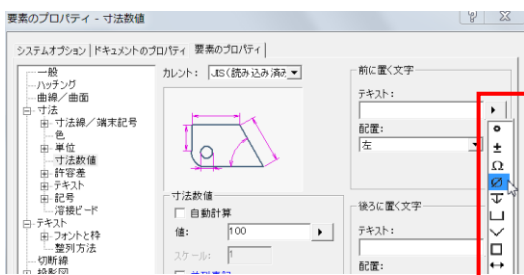 要素のプロパティ - 寸法数値
システムオプション ドキュメントのプロパティ 要素のプロパティ
一般
ハッチング
曲線／曲面
寸法
寸法線／端末記号
色
単位
寸法数値
許容差
テキスト
記号
溶接ビード
テキスト
フォントと枠
整列方法
切断線
投影図
カレント： JIS(読み込み済み
寸法数値
自動計算
値： 100
スケール： 1
並列表記
前に置く文字
テキスト：
配置：
左
後ろに置く文字
テキスト：
配置：
°
±
Ω
∅
↧
⌴
⌵
□
↔